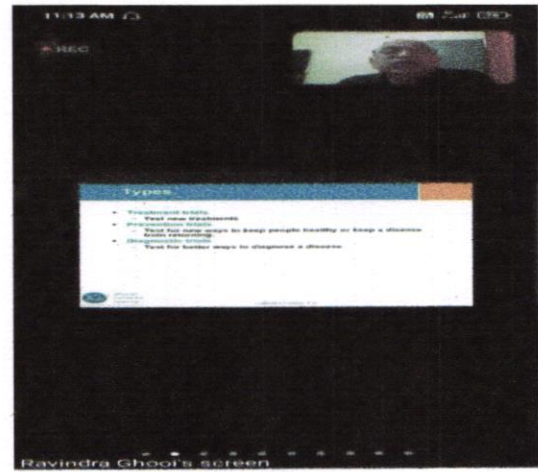 11:13 AM
REC
Types
• Treatment trials
– Test new treatments
• Prevention trials
– Test for new ways to keep people healthy or keep a disease
from returning.
• Diagnostic trials
– Test for better ways to diagnose a disease
Ravindra Ghooi's screen